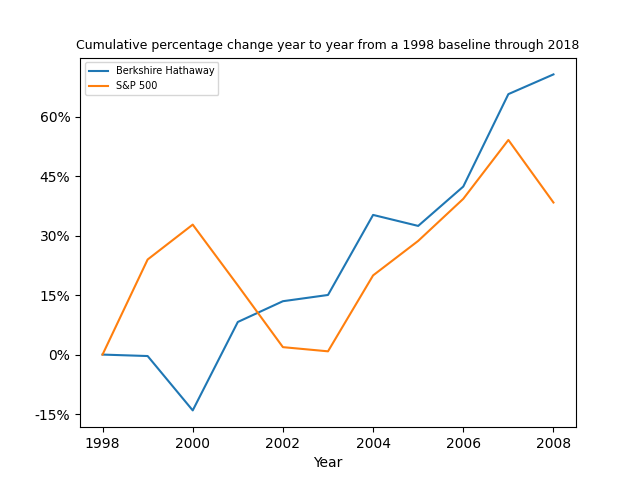 Cumulative percentage change year to year from a 1998 baseline through 2018
Berkshire Hathaway
S&P 500
60%
45%
30%
15%
0%
-15%
1998 2000 2002 2004 2006 2008
Year